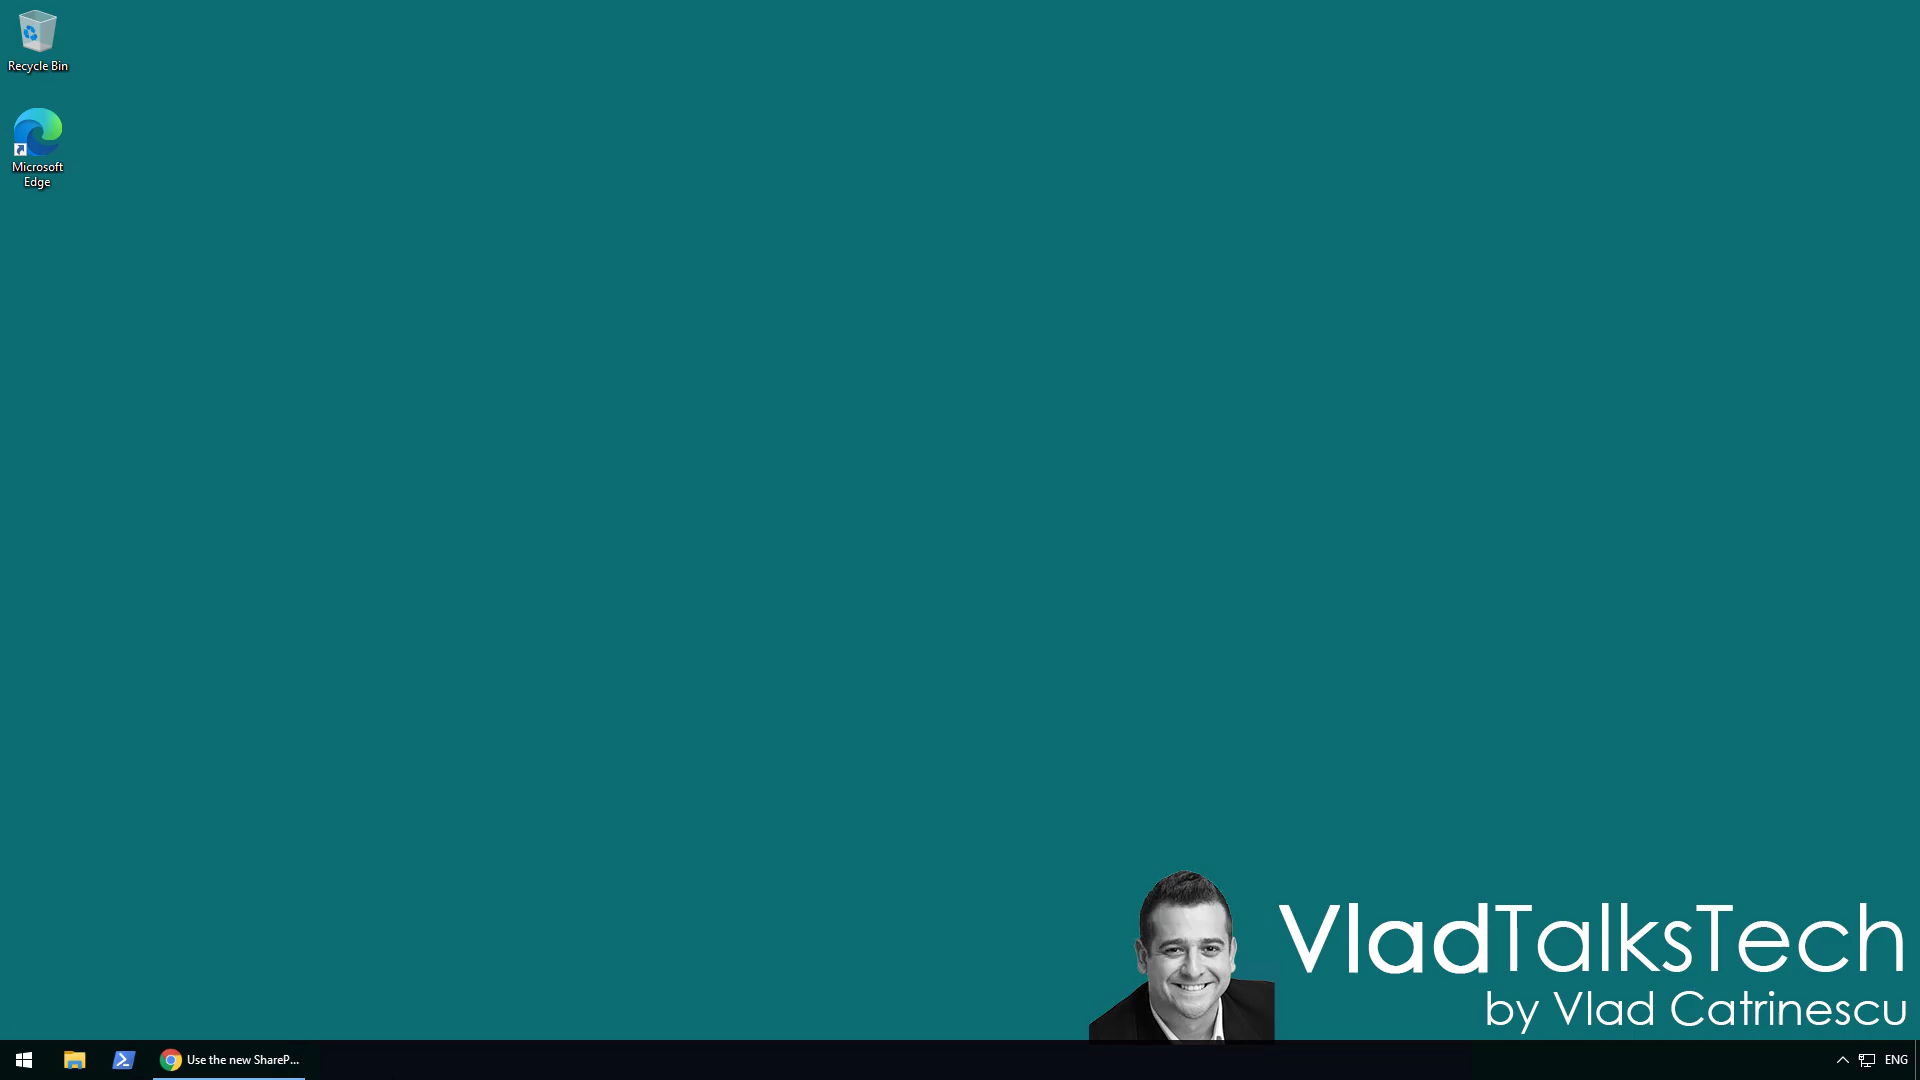 Recycle Bin
Microsoft
Edge
VladTalksTech
by Vlad Catrinescu
Use the new ShareP...
ENG